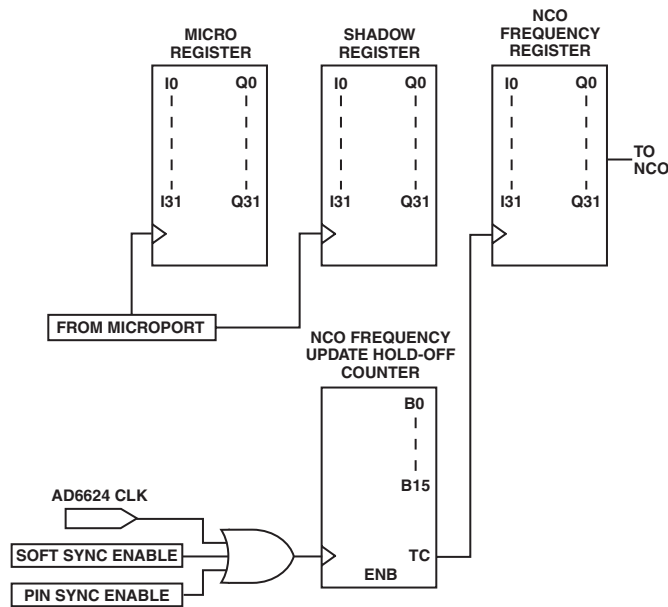 MICRO
REGISTER
SHADOW
REGISTER
NCO
FREQUENCY
REGISTER
I0
Q0
I31
Q31
I0
Q0
I31
Q31
I0
Q0
I31
Q31
TO
NCO
FROM MICROPORT
NCO FREQUENCY
UPDATE HOLD-OFF
COUNTER
B0
B15
TC
ENB
AD6624 CLK
SOFT SYNC ENABLE
PIN SYNC ENABLE